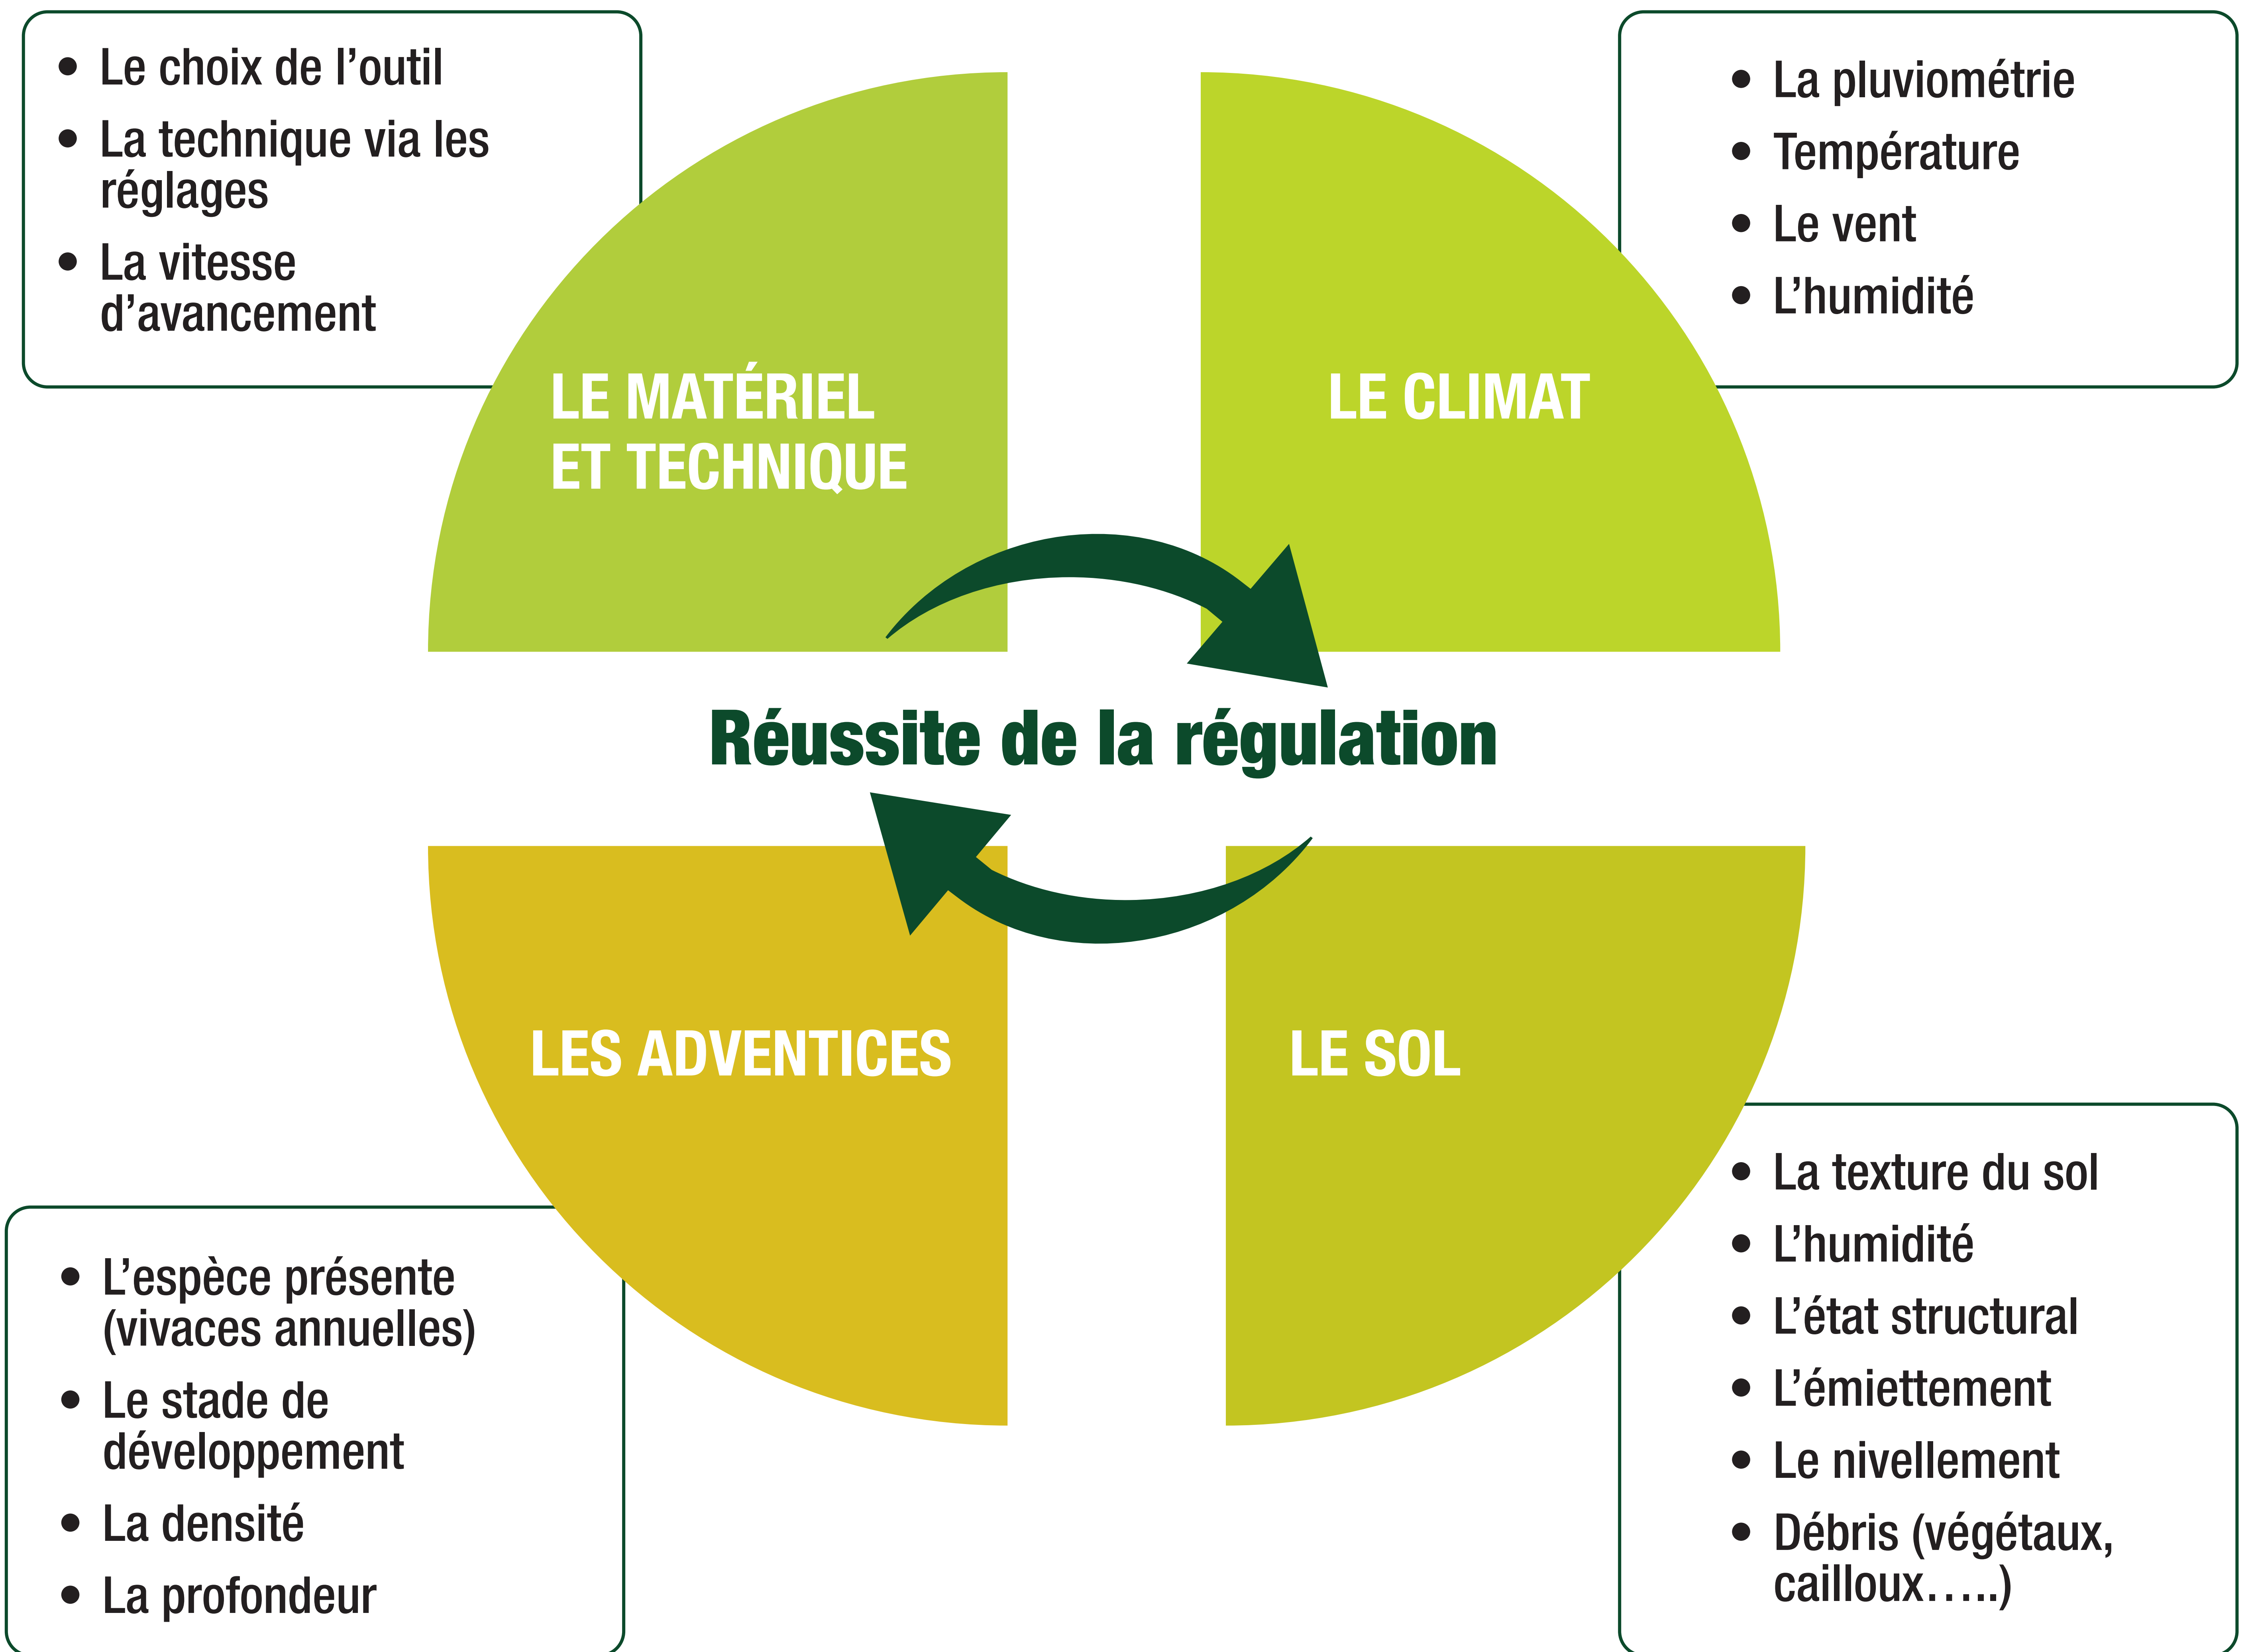 • Le choix de l’outil
• La technique via les
réglages
• La vitesse
d’avancement
LE MATÉRIEL
ET TECHNIQUE
• La pluviométrie
• Température
• Le vent
• L’humidité
LE CLIMAT
Réussite de la régulation
LES ADVENTICES
• L’espèce présente
(vivaces annuelles)
• Le stade de
développement
• La densité
• La profondeur
LE SOL
• La texture du sol
• L’humidité
• L’état structural
• L’émiettement
• Le nivellement
• Débris (végétaux,
cailloux…..)